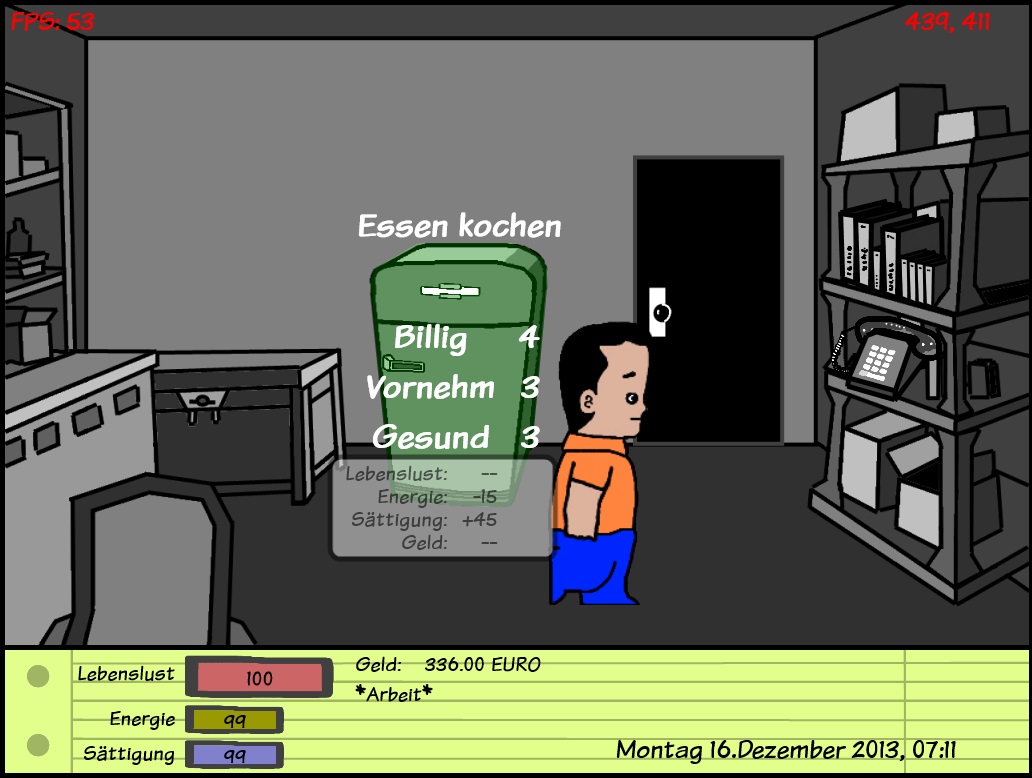 FPS: 53
439, 411
Essen kochen
Billig 4
Vornehm 3
Gesund 3
Lebenslust: --
Energie: -15
Sättigung: +45
Geld: --
Lebenslust 100
Geld: 336.00 EURO
*Arbeit*
Energie 99
Sättigung 99
Montag 16.Dezember 2013, 07:11